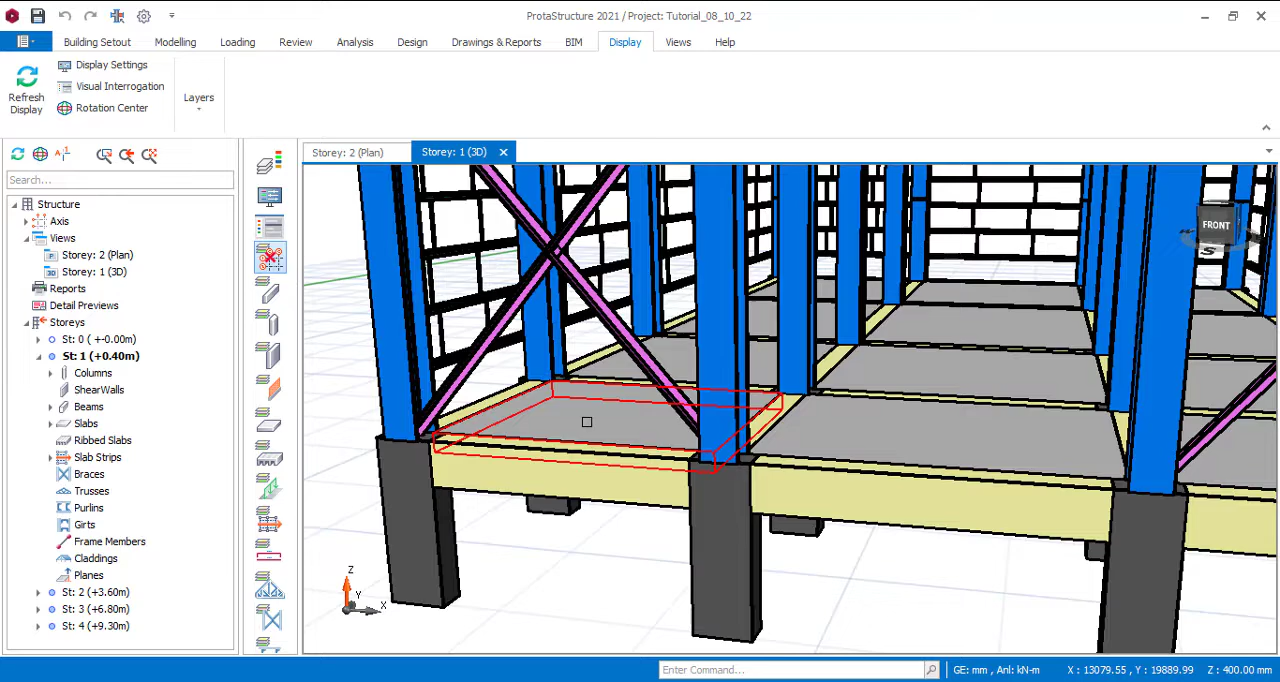 ProtaStructure 2021 / Project: Tutorial_08_10_22
Building Setout Modelling Loading Review Analysis Design Drawings & Reports BIM Display Views Help
Refresh Display
Display Settings
Visual Interrogation
Rotation Center
Layers
Storey: 2 (Plan) Storey: 1 (3D)
Search...
Structure
Axis
Views
Storey: 2 (Plan)
Storey: 1 (3D)
Reports
Detail Previews
Storeys
St: 0 ( +-0.00m)
St: 1 (+0.40m)
Columns
ShearWalls
Beams
Slabs
Ribbed Slabs
Slab Strips
Braces
Trusses
Purlins
Girts
Frame Members
Claddings
Planes
St: 2 (+3.60m)
St: 3 (+6.80m)
St: 4 (+9.30m)
FRONT
S
Z
Y
X
Enter Command...
GE: mm , Anl: kN-m
X : 13079.55 , Y : 19889.99
Z : 400.00 mm